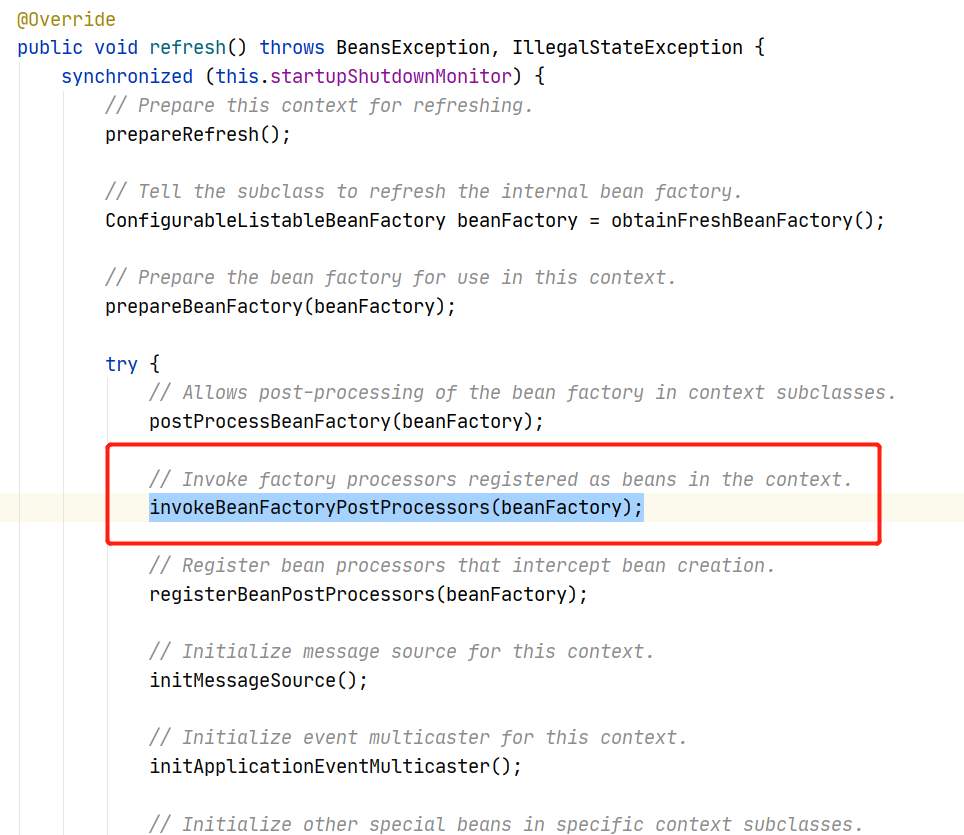 @Override
public void refresh() throws BeansException, IllegalStateException {
synchronized (this.startupShutdownMonitor) {
// Prepare this context for refreshing.
prepareRefresh();
// Tell the subclass to refresh the internal bean factory.
ConfigurableListableBeanFactory beanFactory = obtainFreshBeanFactory();
// Prepare the bean factory for use in this context.
prepareBeanFactory(beanFactory);
try {
// Allows post-processing of the bean factory in context subclasses.
postProcessBeanFactory(beanFactory);
// Invoke factory processors registered as beans in the context.
invokeBeanFactoryPostProcessors(beanFactory);
// Register bean processors that intercept bean creation.
registerBeanPostProcessors(beanFactory);
// Initialize message source for this context.
initMessageSource();
// Initialize event multicaster for this context.
initApplicationEventMulticaster();
// Initialize other special beans in specific context subclasses.